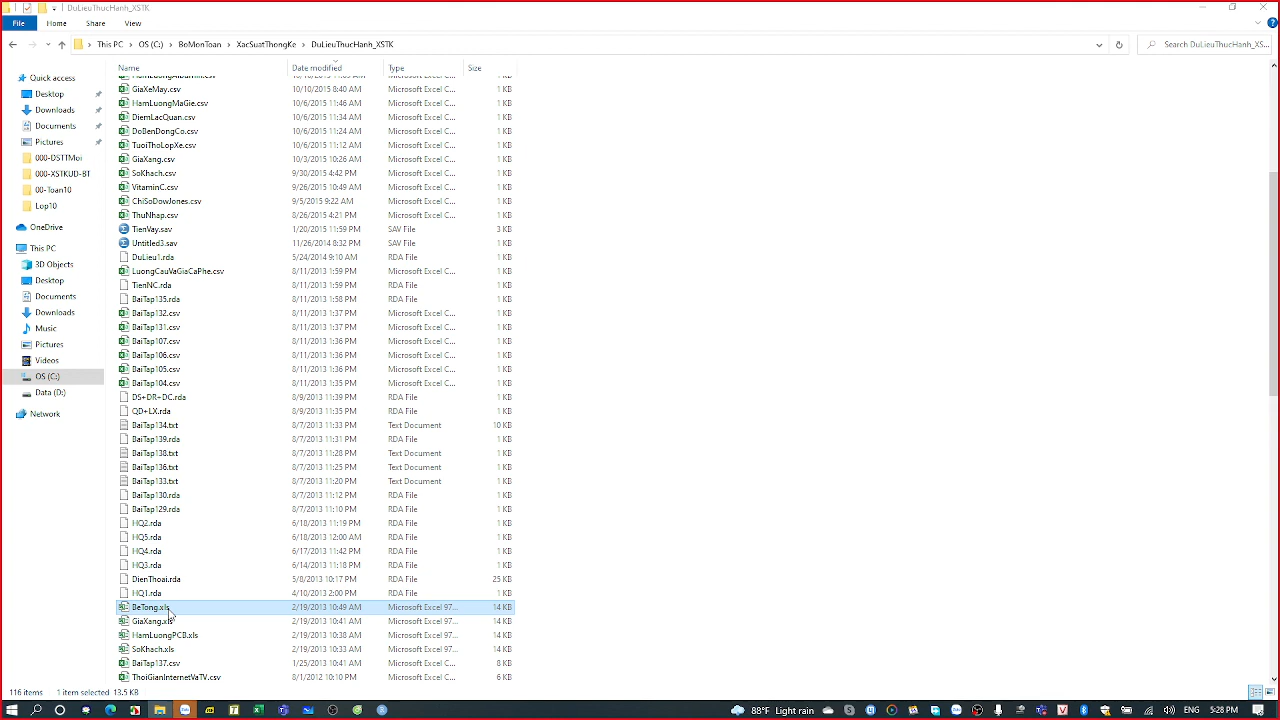 DuLieuThucHanh_XSTK
File Home Share View
This PC OS (C:) BoMonToan XacSuatThongKe DuLieuThucHanh_XSTK Search DuLieuThucHanh_XS...
Name Date modified Type Size
Quick access
Desktop
Downloads
Documents
Pictures
000-DSTTMoi
000-XSTKUD-BT
00-Toan10
Lop10
OneDrive
This PC
3D Objects
Desktop
Documents
Downloads
Music
Pictures
Videos
OS (C:)
Data (D:)
Network
HamLuongAlbumin.csv 1 KB
GiaXeMay.csv 10/10/2015 8:40 AM Microsoft Excel C... 1 KB
HamLuongMaGie.csv 10/6/2015 11:46 AM Microsoft Excel C... 1 KB
DiemLacQuan.csv 10/6/2015 11:34 AM Microsoft Excel C... 1 KB
DoBenDongCo.csv 10/6/2015 11:24 AM Microsoft Excel C... 1 KB
TuoiThoLopXe.csv 10/6/2015 11:12 AM Microsoft Excel C... 1 KB
GiaXang.csv 10/3/2015 10:26 AM Microsoft Excel C... 1 KB
SoKhach.csv 9/30/2015 4:42 PM Microsoft Excel C... 1 KB
VitaminC.csv 9/26/2015 10:49 AM Microsoft Excel C... 1 KB
ChiSoDowJones.csv 9/5/2015 9:22 AM Microsoft Excel C... 1 KB
ThuNhap.csv 8/26/2015 4:21 PM Microsoft Excel C... 1 KB
TienVay.sav 1/20/2015 11:59 PM SAV File 3 KB
Untitled3.sav 11/26/2014 8:32 PM SAV File 1 KB
DuLieu1.rda 5/24/2014 9:10 AM RDA File 1 KB
LuongCauVaGiaCaPhe.csv 8/11/2013 1:59 PM Microsoft Excel C... 1 KB
TienNC.rda 8/11/2013 1:59 PM RDA File 1 KB
BaiTap135.rda 8/11/2013 1:58 PM RDA File 1 KB
BaiTap132.csv 8/11/2013 1:37 PM Microsoft Excel C... 1 KB
BaiTap131.csv 8/11/2013 1:37 PM Microsoft Excel C... 1 KB
BaiTap107.csv 8/11/2013 1:36 PM Microsoft Excel C... 1 KB
BaiTap106.csv 8/11/2013 1:36 PM Microsoft Excel C... 1 KB
BaiTap105.csv 8/11/2013 1:36 PM Microsoft Excel C... 1 KB
BaiTap104.csv 8/11/2013 1:35 PM Microsoft Excel C... 1 KB
DS+DR+DC.rda 8/9/2013 11:39 PM RDA File 1 KB
QD+LX.rda 8/9/2013 11:35 PM RDA File 1 KB
BaiTap134.txt 8/7/2013 11:33 PM Text Document 10 KB
BaiTap139.rda 8/7/2013 11:31 PM RDA File 1 KB
BaiTap138.txt 8/7/2013 11:28 PM Text Document 1 KB
BaiTap136.txt 8/7/2013 11:25 PM Text Document 1 KB
BaiTap133.txt 8/7/2013 11:20 PM Text Document 1 KB
BaiTap130.rda 8/7/2013 11:12 PM RDA File 1 KB
BaiTap129.rda 8/7/2013 11:10 PM RDA File 1 KB
HQ2.rda 6/18/2013 11:19 PM RDA File 1 KB
HQ5.rda 6/18/2013 12:00 AM RDA File 1 KB
HQ4.rda 6/17/2013 11:42 PM RDA File 1 KB
HQ3.rda 6/14/2013 11:18 PM RDA File 1 KB
DienThoai.rda 5/8/2013 10:17 PM RDA File 25 KB
HQ1.rda 4/10/2013 2:00 PM RDA File 1 KB
BeTong.xls 2/19/2013 10:49 AM Microsoft Excel 97... 14 KB
GiaXang.xls 2/19/2013 10:41 AM Microsoft Excel 97... 14 KB
HamLuongPCB.xls 2/19/2013 10:38 AM Microsoft Excel 97... 14 KB
SoKhach.xls 2/19/2013 10:33 AM Microsoft Excel 97... 14 KB
BaiTap137.csv 1/25/2013 10:41 AM Microsoft Excel C... 8 KB
ThoiGianInternetVaTV.csv 8/1/2012 10:10 PM Microsoft Excel C... 6 KB
116 items 1 item selected 13.5 KB
88°F Light rain ENG 5:28 PM